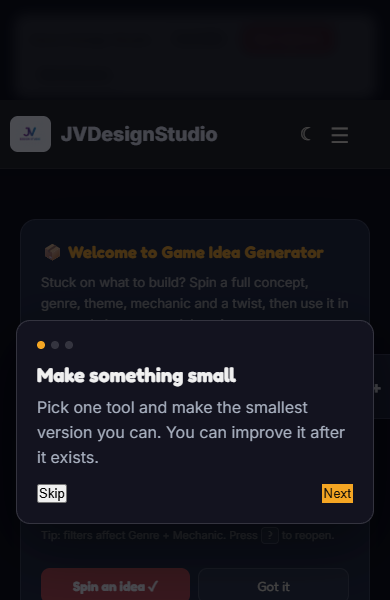 JV
JVDesignStudio
Welcome to Game Idea Generator
Stuck on what to build? Spin a full concept,
genre, theme, mechanic and a twist, then use it in
Make something small
Pick one tool and make the smallest
version you can. You can improve it after
it exists.
Skip
Next
Tip: filters affect Genre + Mechanic. Press ? to reopen.
Spin an idea ✓
Got it